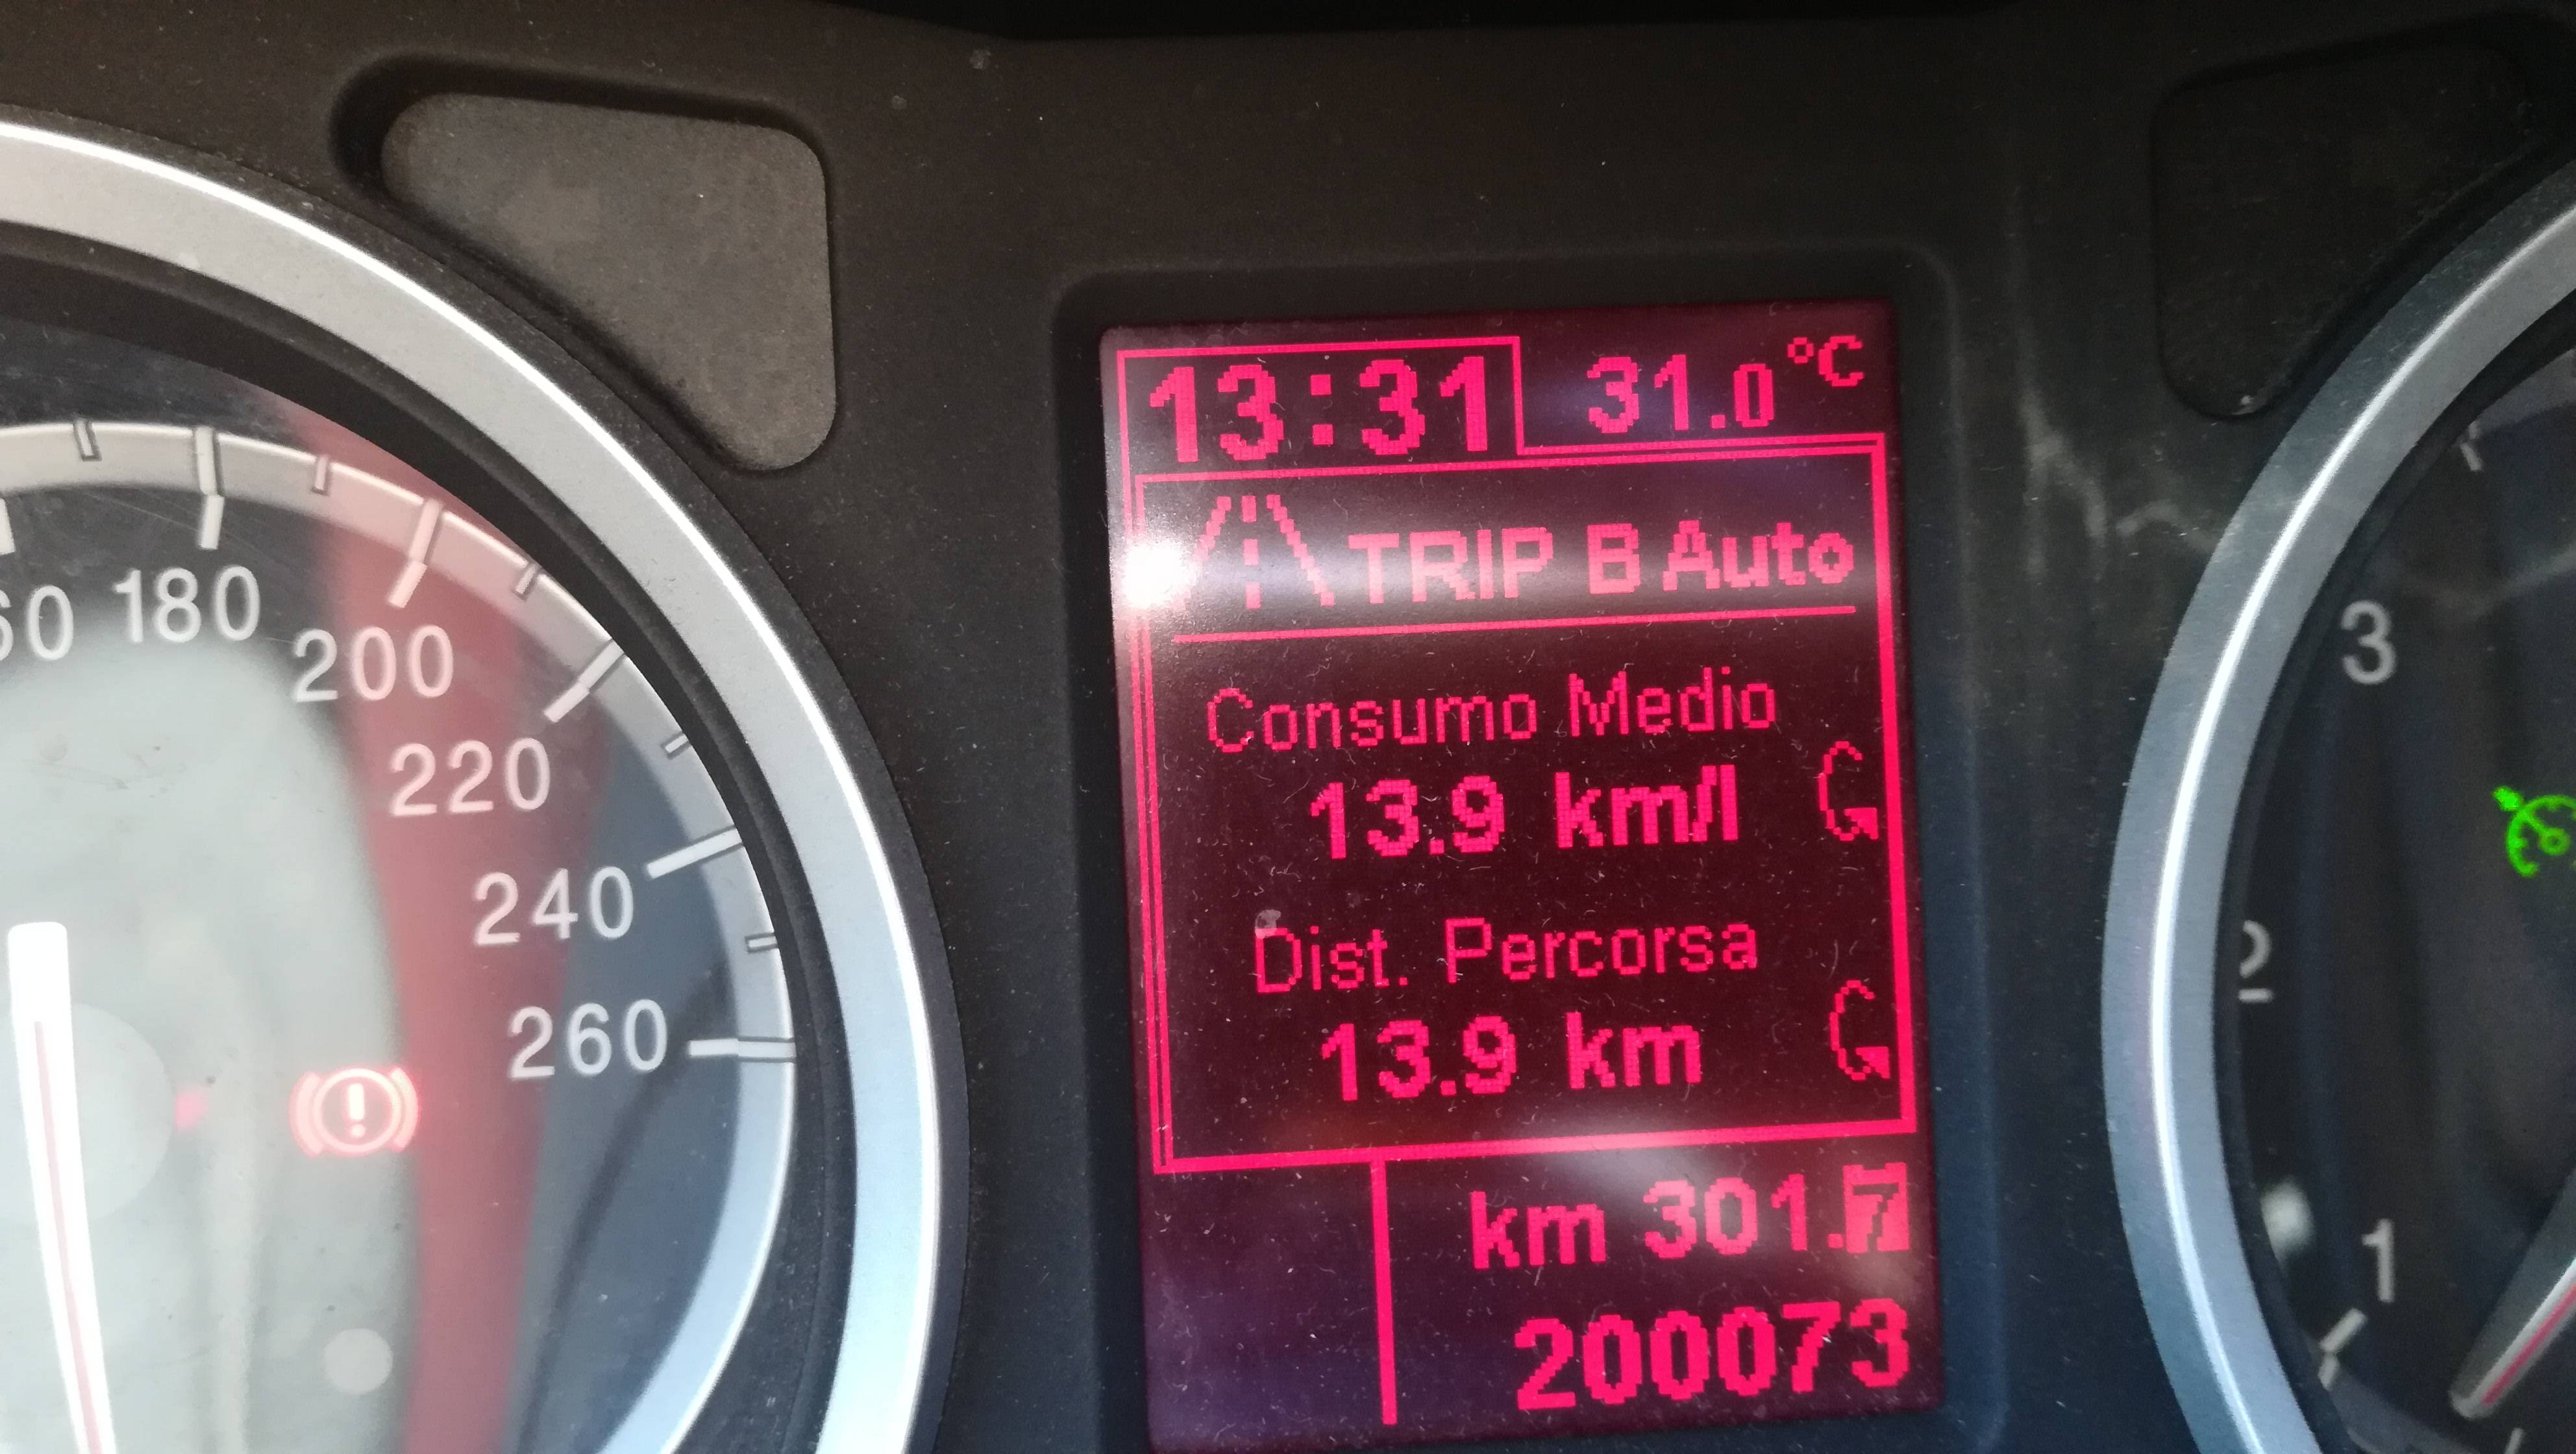 13:31 31.0 °C
TRIP B Auto
Consumo Medio
13.9 km/l
Dist. Percorsa
13.9 km
km 301.7
200073
180
200
220
240
260
!
3
2
1